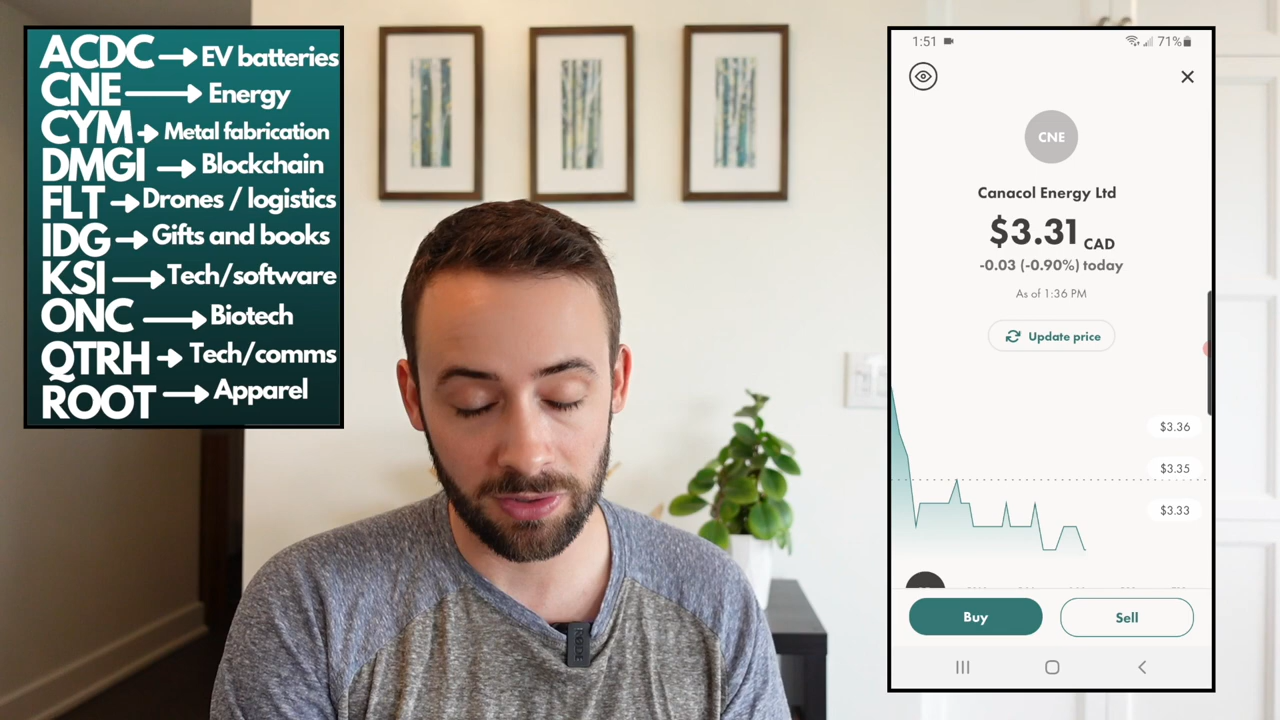 ACDC → EV batteries
CNE → Energy
CYM → Metal fabrication
DMGI → Blockchain
FLT → Drones / logistics
IDG → Gifts and books
KSI → Tech/software
ONC → Biotech
QTRH → Tech/comms
ROOT → Apparel
1:51 71%
CNE
Canacol Energy Ltd
$3.31 CAD
-0.03 (-0.90%) today
As of 1:36 PM
Update price
$3.36
$3.35
$3.33
Buy Sell